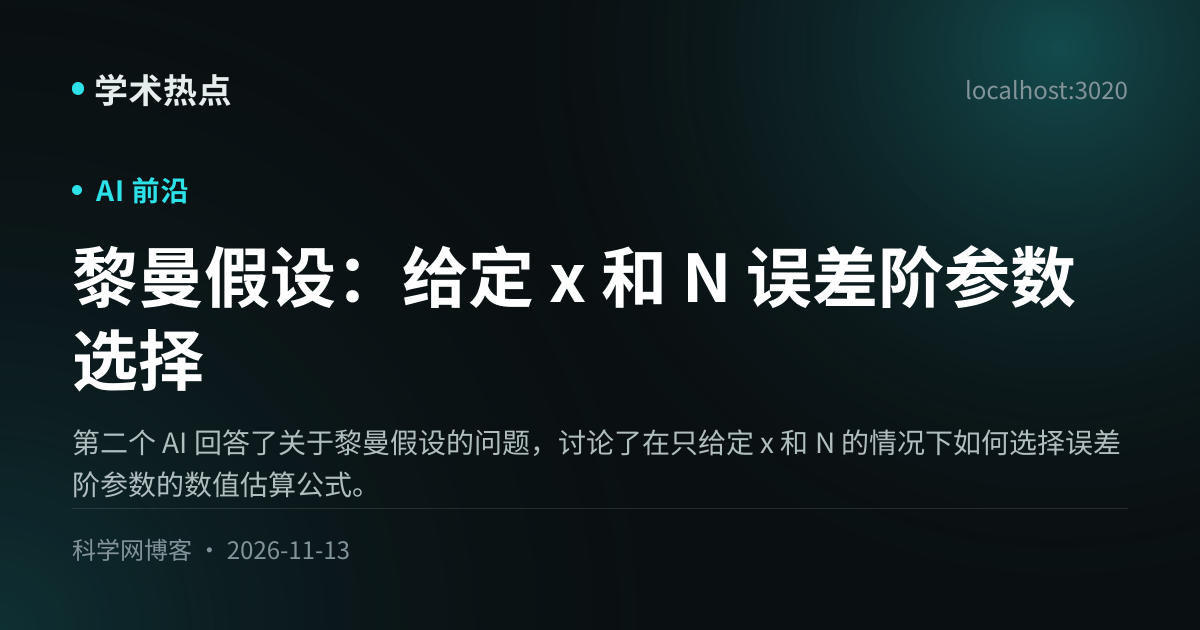 学术热点
localhost:3020
AI 前沿
黎曼假设：给定 x 和 N 误差阶参数
选择
第二个 AI 回答了关于黎曼假设的问题，讨论了在只给定 x 和 N 的情况下如何选择误差
阶参数的数值估算公式。
科学网博客 • 2026-11-13